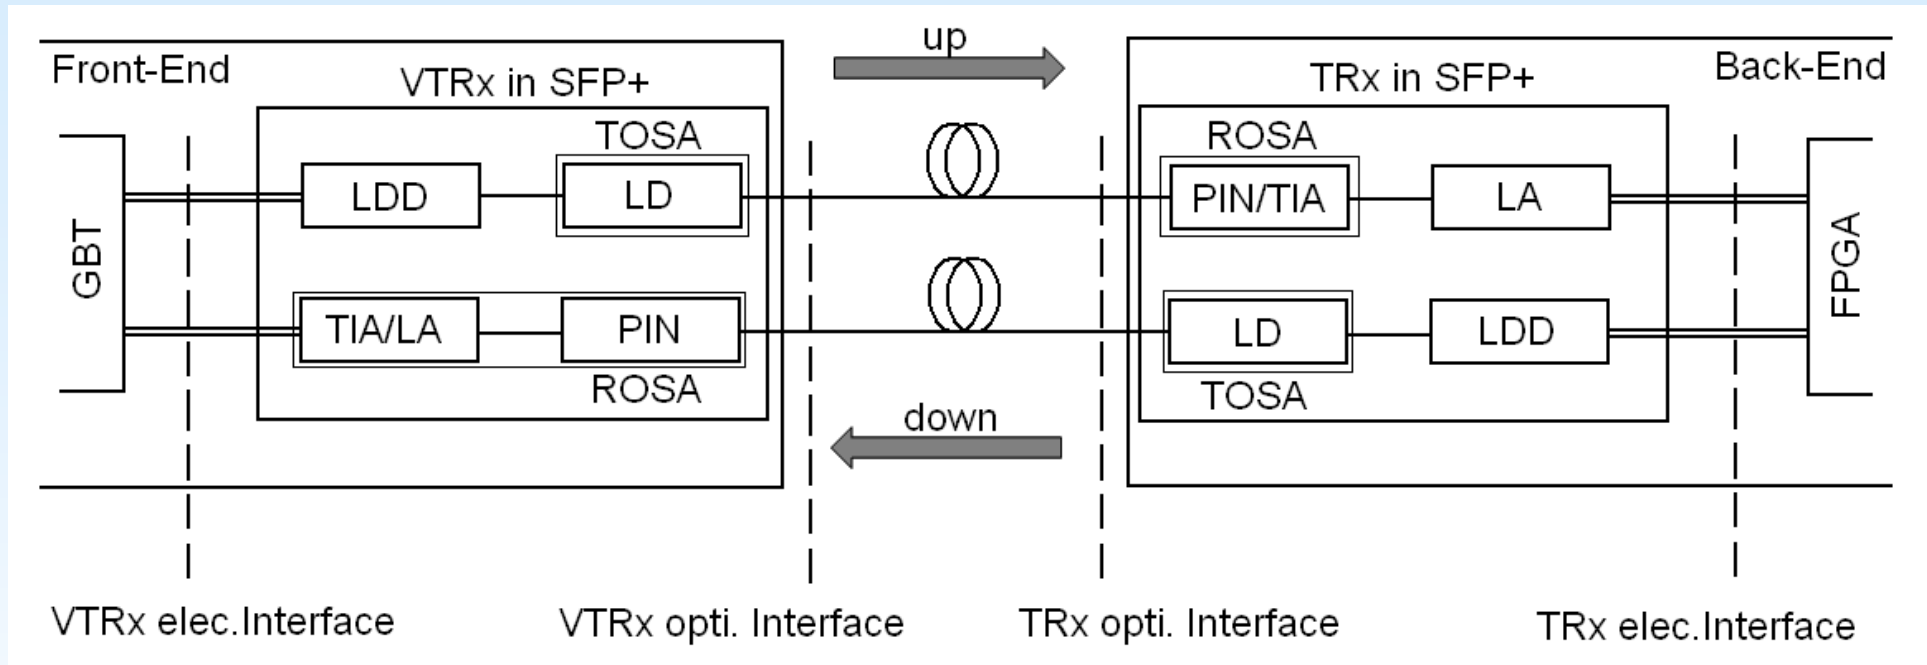 up
Front-End
Back-End
VTRx in SFP+
TRx in SFP+
TOSA
ROSA
LDD
LD
PIN/TIA
LA
GBT
FPGA
TIA/LA
PIN
LD
LDD
ROSA
TOSA
down
VTRx elec.Interface
VTRx opti. Interface
TRx opti. Interface
TRx elec.Interface